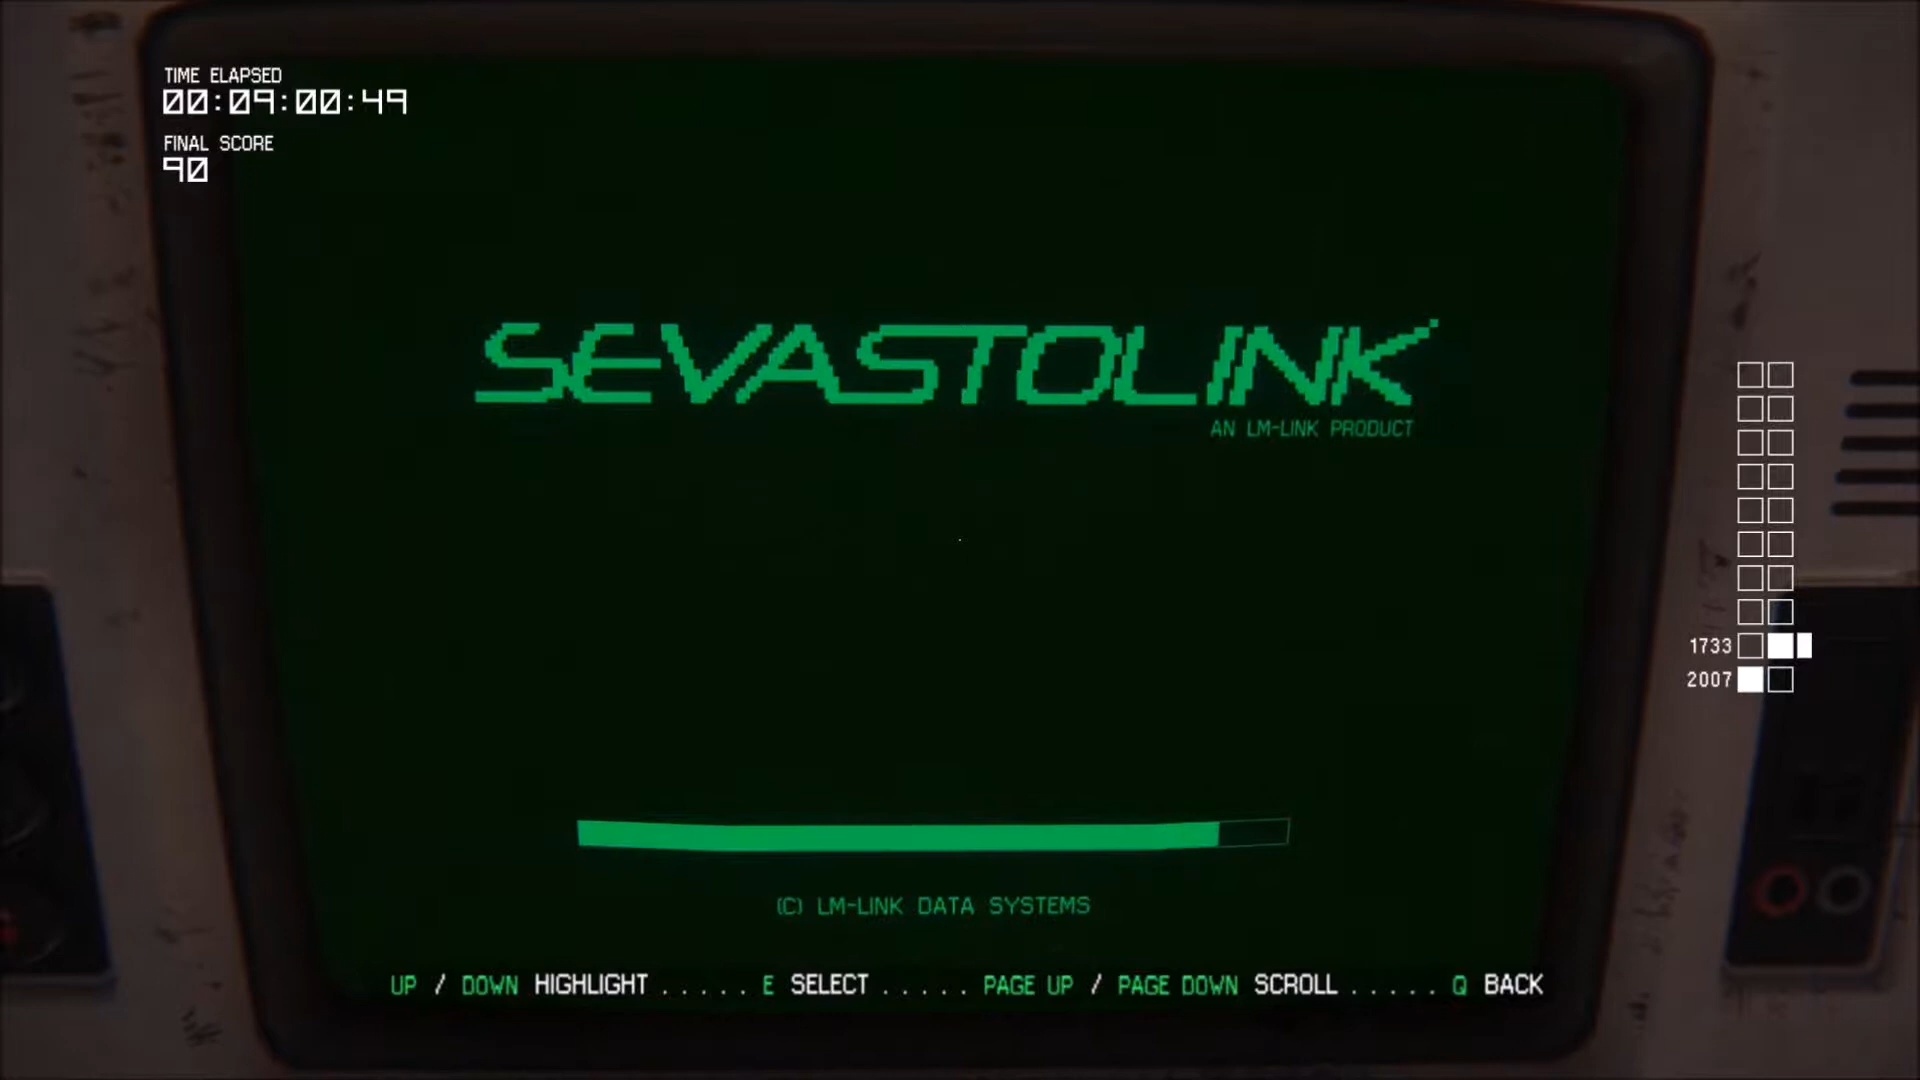 TIME ELAPSED
00:09:00:49
FINAL SCORE
90
SEVASTOLINK
AN LM-LINK PRODUCT
1733
2007
(C) LM-LINK DATA SYSTEMS
UP / DOWN HIGHLIGHT ..... E SELECT ..... PAGE UP / PAGE DOWN SCROLL ..... Q BACK